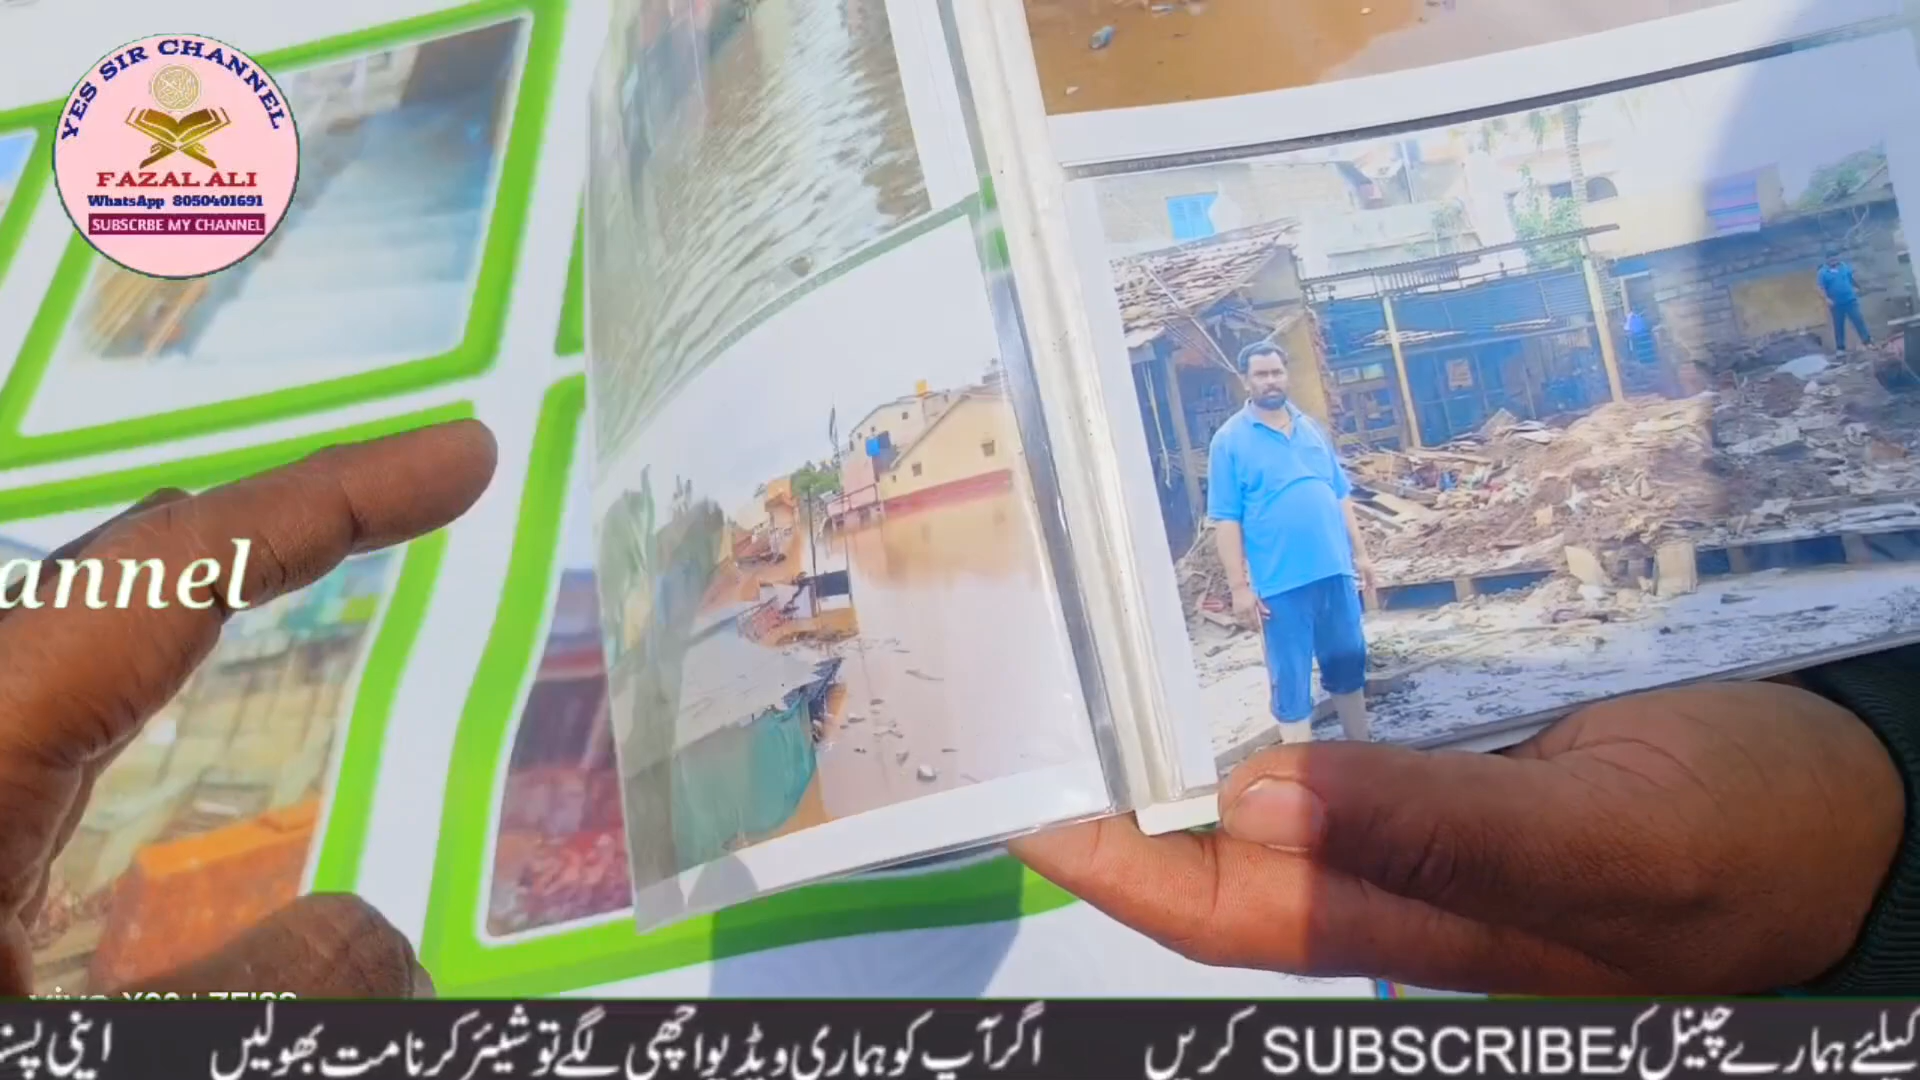 YES SIR CHANNEL
FAZAL ALI
WhatsApp 8050401691
SUBSCRBE MY CHANNEL
annel
کیلئے ہمارے چینل کو SUBSCRIBE کریں
اگر آپ کو ہماری ویڈیو اچھی لگے تو شیئر کرنا مت بھولیں
اپنی